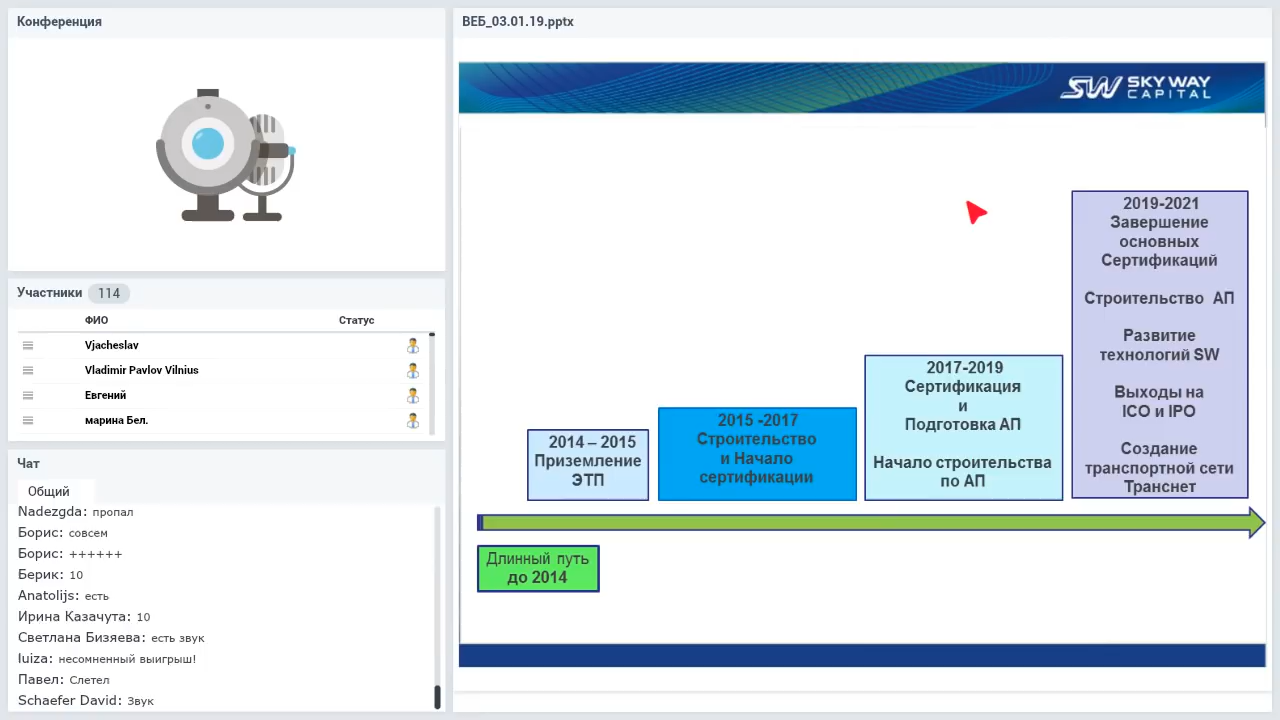 Конференция
Участники 114
ФИО Статус
Vjacheslav
Vladimir Pavlov Vilnius
Евгений
марина Бел.
Чат
Общий
Nadezgda: пропал
Борис: совсем
Борис: ++++++
Берик: 10
Anatolijs: есть
Ирина Казачута: 10
Светлана Бизяева: есть звук
luiza: несомненный выигрыш!
Павел: Слетел
Schaefer David: Звук
ВЕБ_03.01.19.pptx
SW SKY WAY
CAPITAL
2014 – 2015
Приземление
ЭТП
2015 -2017
Строительство
и Начало
сертификации
2017-2019
Сертификация
и
Подготовка АП
Начало строительства
по АП
2019-2021
Завершение
основных
Сертификаций
Строительство АП
Развитие
технологий SW
Выходы на
ICO и IPO
Создание
транспортной сети
Транснет
Длинный путь
до 2014